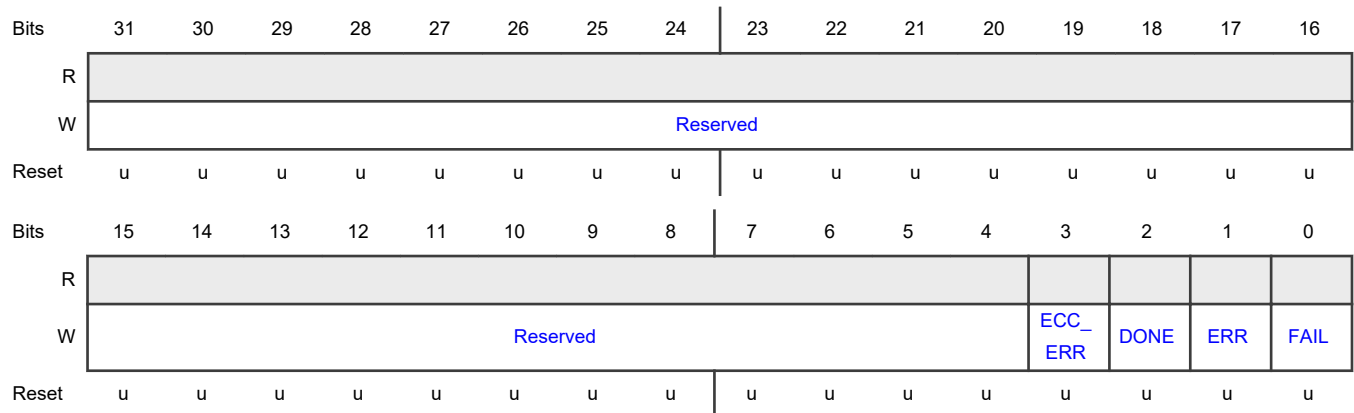 Bits 31 30 29 28 27 26 25 24 23 22 21 20 19 18 17 16
R
W Reserved
Reset u u u u u u u u u u u u u u u u
Bits 15 14 13 12 11 10 9 8 7 6 5 4 3 2 1 0
R
W Reserved ECC_ERR DONE ERR FAIL
Reset u u u u u u u u u u u u u u u u